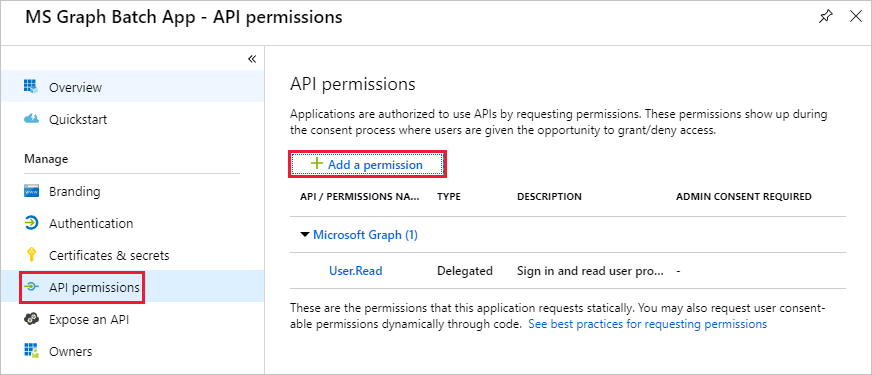 MS Graph Batch App - API permissions
«
Overview
Quickstart
Manage
Branding
Authentication
Certificates & secrets
API permissions
Expose an API
Owners
API permissions
Applications are authorized to use APIs by requesting permissions. These permissions show up during
the consent process where users are given the opportunity to grant/deny access.
+ Add a permission
API / PERMISSIONS NA... TYPE DESCRIPTION ADMIN CONSENT REQUIRED
Microsoft Graph (1)
User.Read Delegated Sign in and read user pro... -
These are the permissions that this application requests statically. You may also request user consent-
able permissions dynamically through code. See best practices for requesting permissions